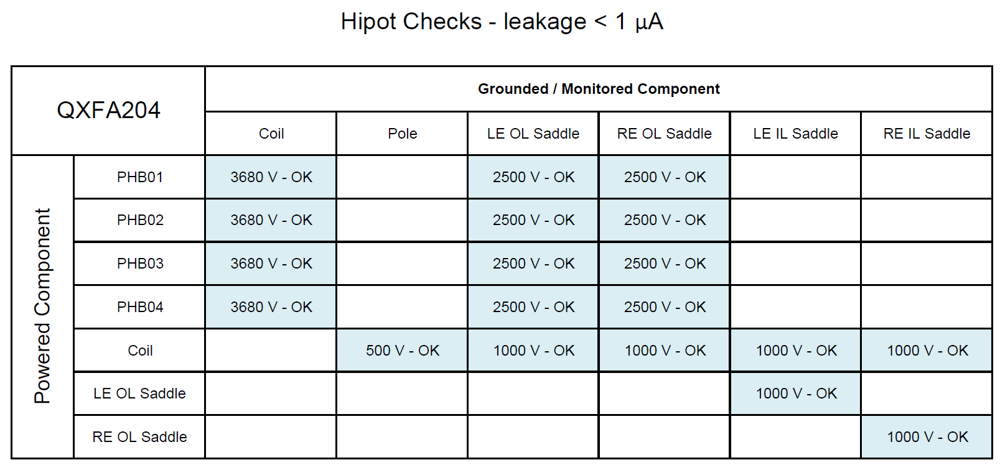 Hipot Checks - leakage < 1 µA
QXFA204
Grounded / Monitored Component
Coil Pole LE OL Saddle RE OL Saddle LE IL Saddle RE IL Saddle
Powered Component
PHB01 3680 V - OK 2500 V - OK 2500 V - OK
PHB02 3680 V - OK 2500 V - OK 2500 V - OK
PHB03 3680 V - OK 2500 V - OK 2500 V - OK
PHB04 3680 V - OK 2500 V - OK 2500 V - OK
Coil 500 V - OK 1000 V - OK 1000 V - OK 1000 V - OK 1000 V - OK
LE OL Saddle 1000 V - OK
RE OL Saddle 1000 V - OK